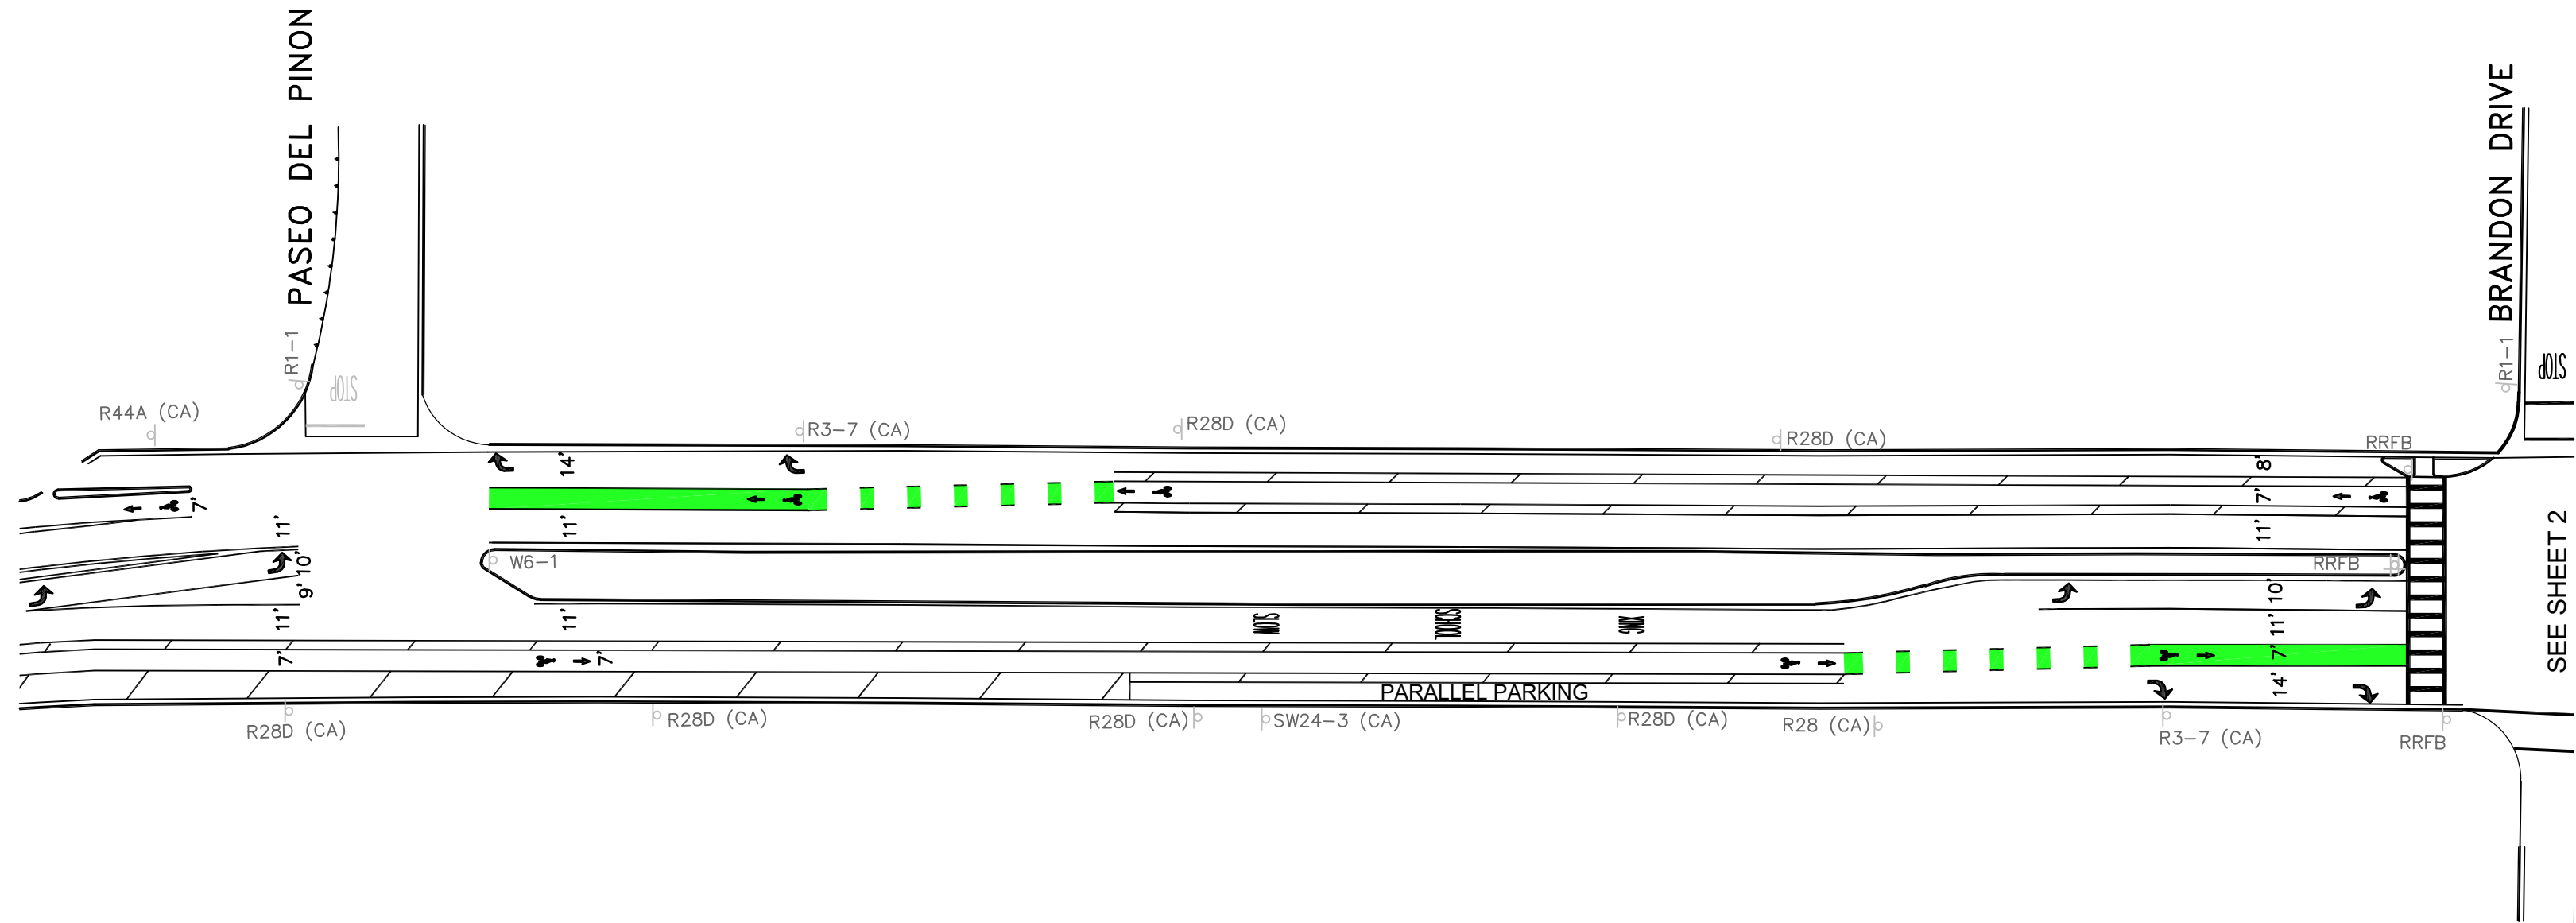 PASEO DEL PINON
BRANDON DRIVE
R1-1
STOP
R1-1
STOP
R44A (CA)
R3-7 (CA)
R28D (CA)
R28D (CA)
RRFB
14'
8'
7'
7'
11'
11'
11'
W6-1
RRFB
10'
9'
10'
11'
11'
SLOW
SCHOOL
XING
11'
SEE SHEET 2
7'
7'
7'
14'
PARALLEL PARKING
R28D (CA)
R28D (CA)
R28D (CA)
SW24-3 (CA)
R28D (CA)
R28 (CA)
R3-7 (CA)
RRFB